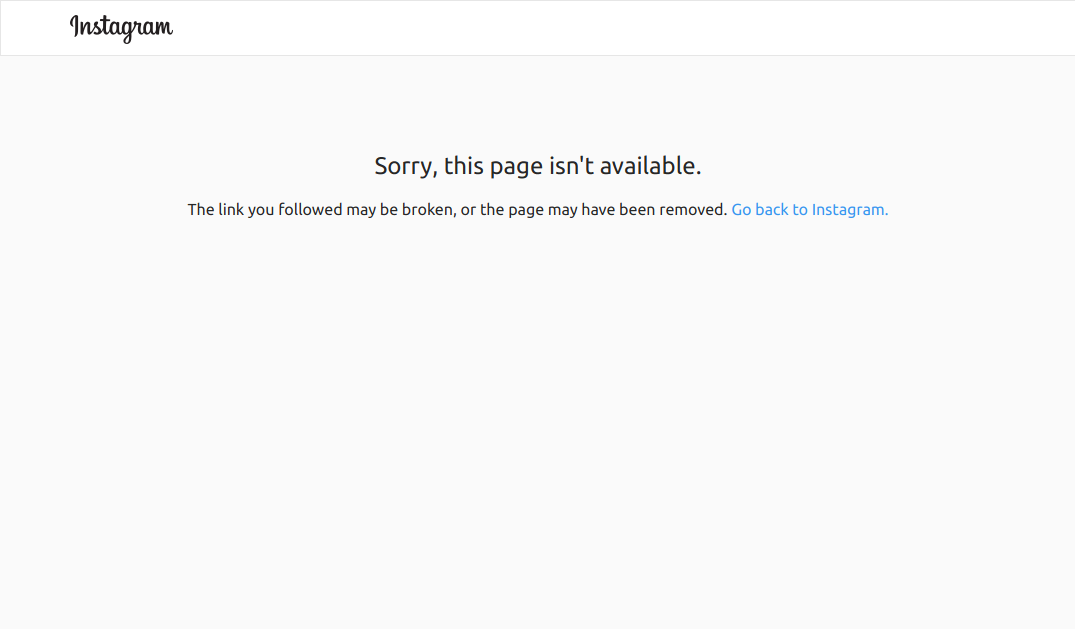 Instagram
Sorry, this page isn't available.
The link you followed may be broken, or the page may have been removed. Go back to Instagram.